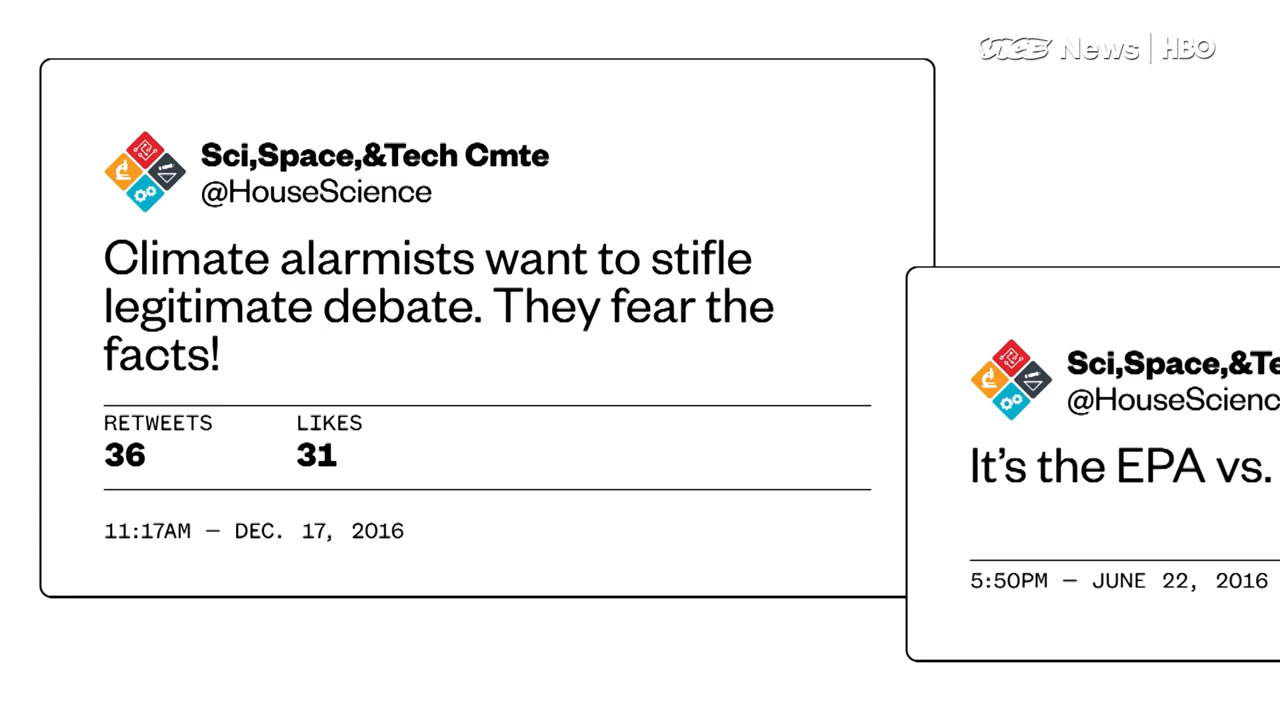 VICE News | HBO
Sci,Space,&Tech Cmte
@HouseScience
Climate alarmists want to stifle
legitimate debate. They fear the
facts!
RETWEETS LIKES
36 31
11:17AM — DEC. 17, 2016
Sci,Space,&Te
@HouseScienc
It's the EPA vs.
5:50PM — JUNE 22, 2016